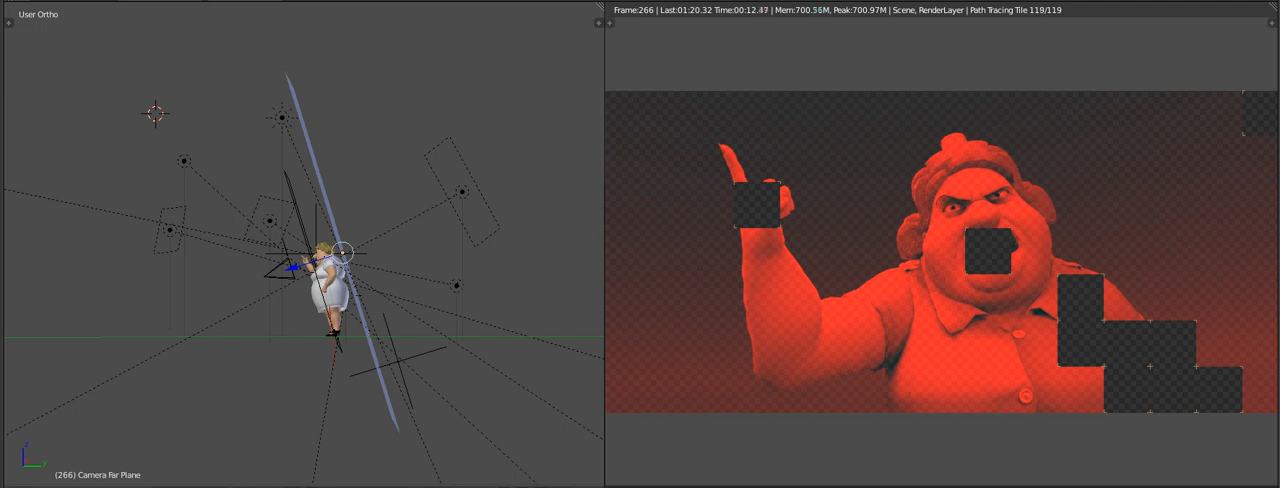 User Ortho
Frame:266 | Last:01:20.32 Time:00:12.47 | Mem:700.56M, Peak:700.97M | Scene, RenderLayer | Path Tracing Tile 119/119
z
y
(266) Camera Far Plane